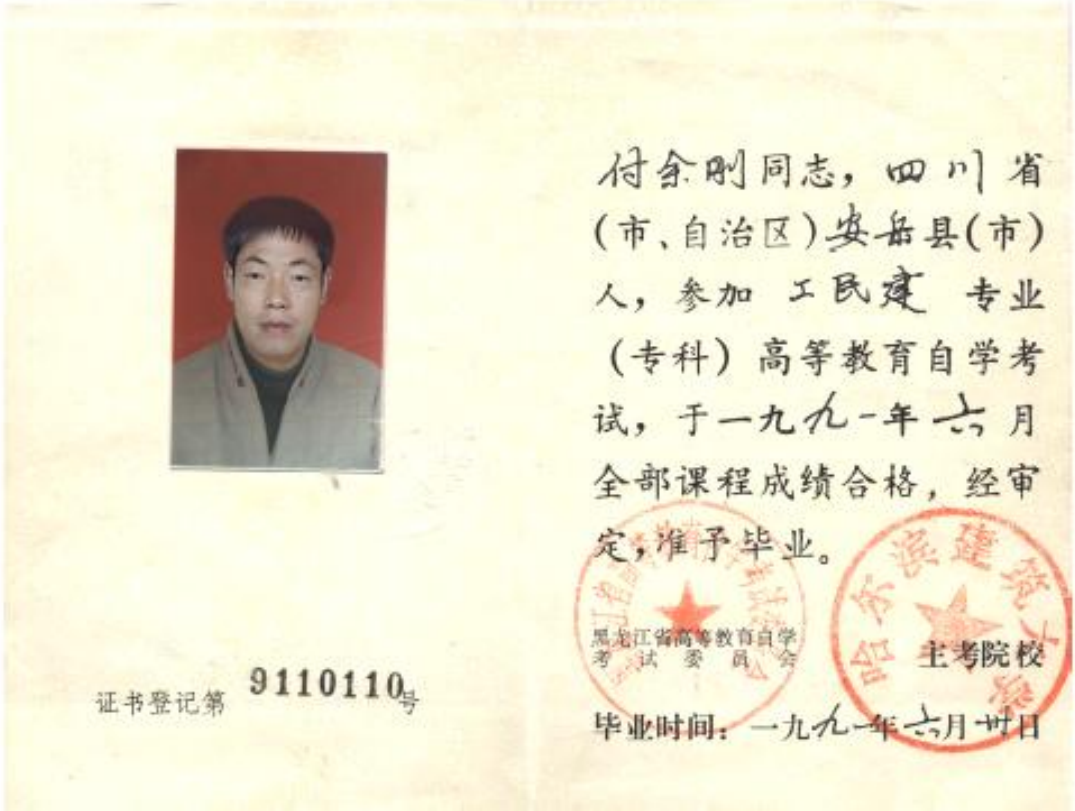 证书登记第 9110110号
付余刚同志，四川省
(市、自治区)安岳县(市)
人，参加 工民建 专业
(专科) 高等教育自学考
试，于一九九一年六月
全部课程成绩合格，经审
定，准予毕业。
黑龙江省高等教育自学
考试委员会
主考院校
哈尔滨建筑大学
毕业时间：一九九一年六月卅日